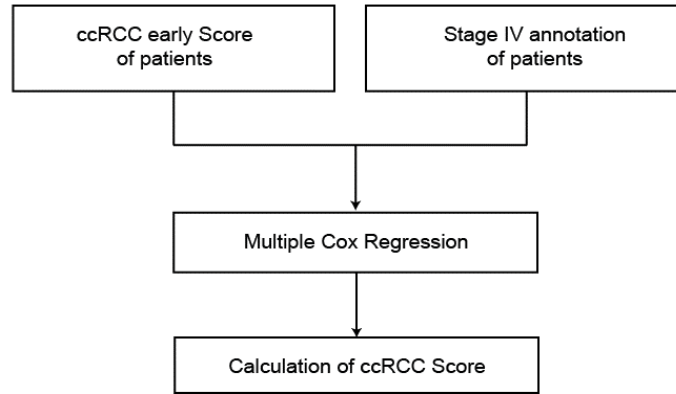 ccRCC early Score
of patients
Stage IV annotation
of patients
Multiple Cox Regression
Calculation of ccRCC Score